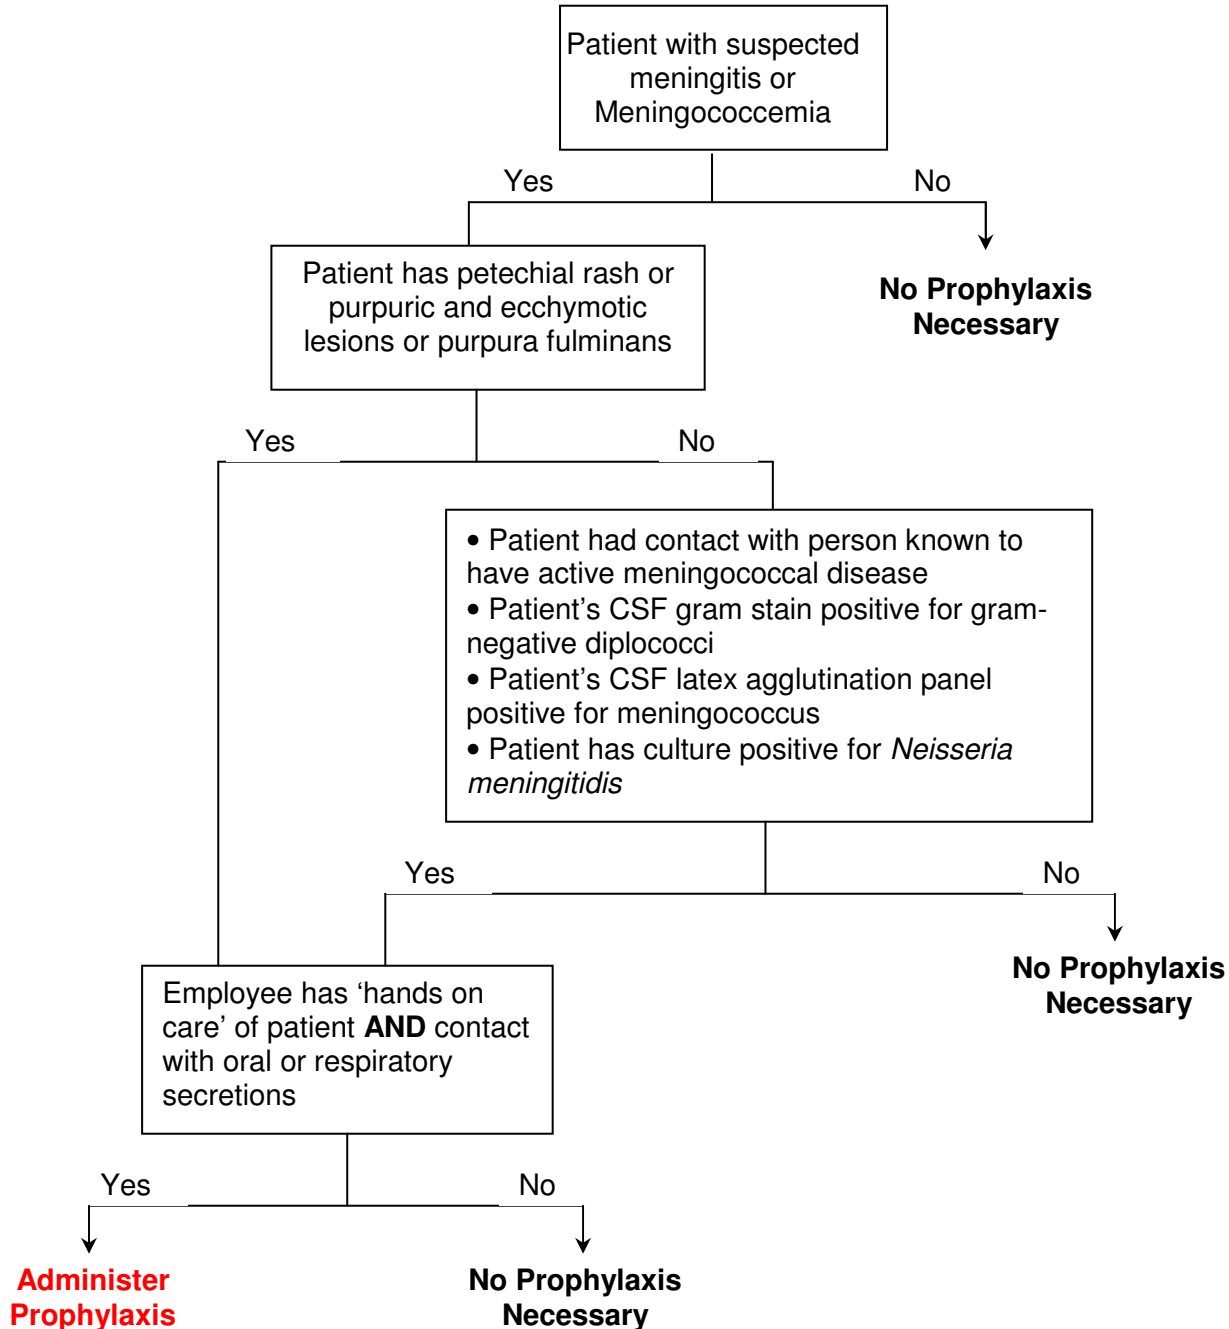 Patient with suspected
meningitis or
Meningococcemia
Yes
No
Patient has petechial rash or
purpuric and ecchymotic
lesions or purpura fulminans
No Prophylaxis
Necessary
Yes
No
• Patient had contact with person known to
have active meningococcal disease
• Patient's CSF gram stain positive for gram-
negative diplococci
• Patient's CSF latex agglutination panel
positive for meningococcus
• Patient has culture positive for Neisseria
meningitidis
Yes
No
No Prophylaxis
Necessary
Employee has ‘hands on
care’ of patient AND contact
with oral or respiratory
secretions
Yes
No
Administer
Prophylaxis
No Prophylaxis
Necessary